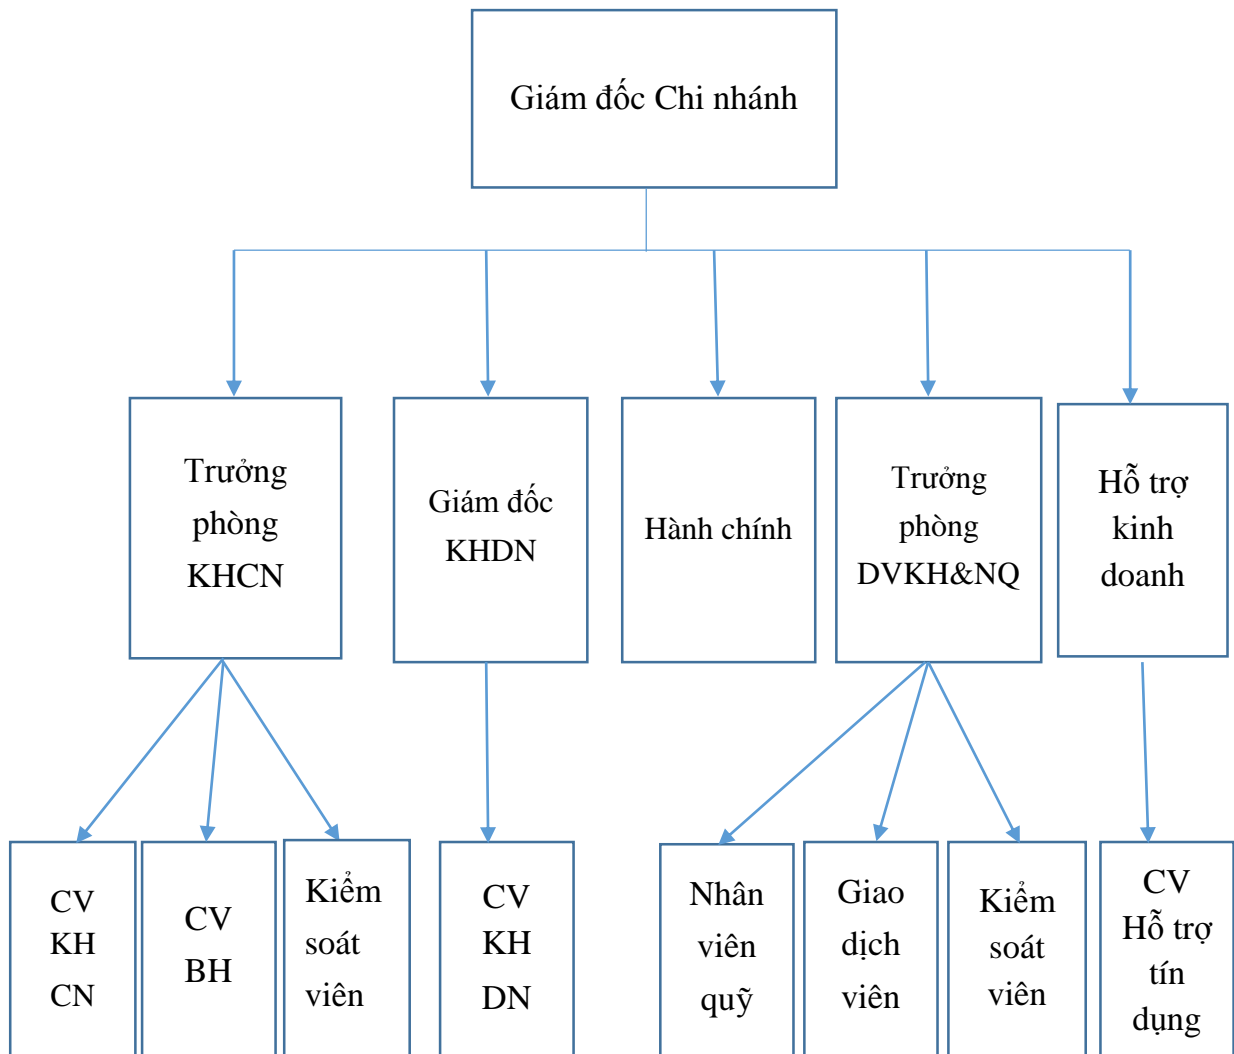 Giám đốc Chi nhánh
Trưởng
phòng
KHCN
Giám đốc
KHDN
Hành chính
Trưởng
phòng
DVKH&NQ
Hỗ trợ
kinh
doanh
CV
KH
CN
CV
BH
Kiểm
soát
viên
CV
KH
DN
Nhân
viên
quỹ
Giao
dịch
viên
Kiểm
soát
viên
CV
Hỗ trợ
tín
dụng